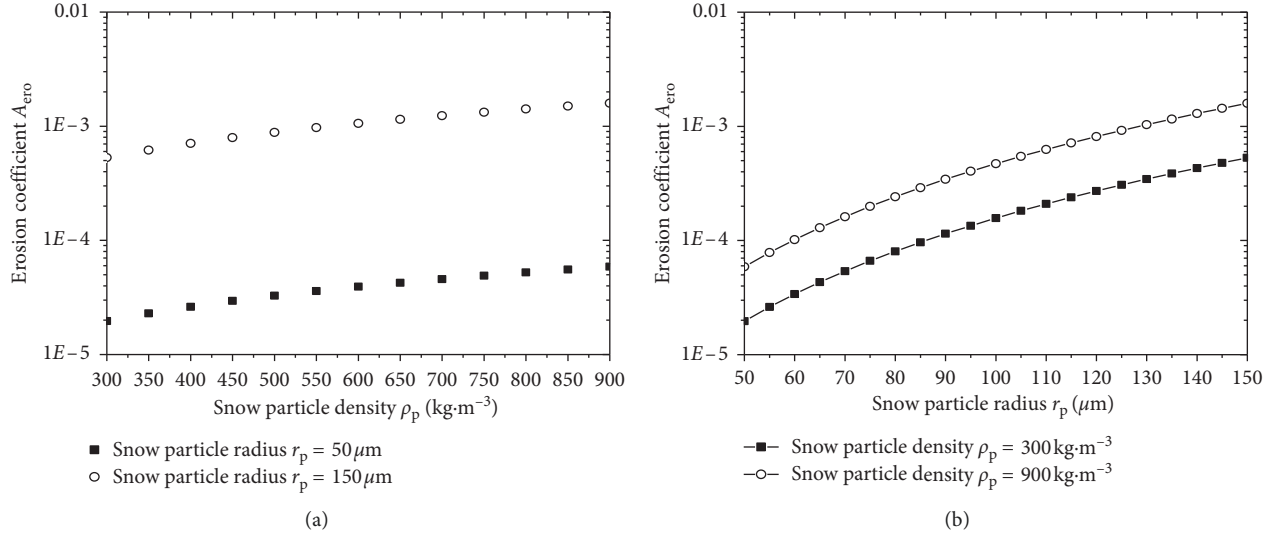 0.01
1E–3
1E–4
1E–5
Erosion coefficient A_ero
300 350 400 450 500 550 600 650 700 750 800 850 900
Snow particle density ρ_p (kg·m⁻³)
Snow particle radius r_p = 50 μm
Snow particle radius r_p = 150 μm
(a)
0.01
1E–3
1E–4
1E–5
Erosion coefficient A_ero
50 60 70 80 90 100 110 120 130 140 150
Snow particle radius r_p (μm)
Snow particle density ρ_p = 300 kg·m⁻³
Snow particle density ρ_p = 900 kg·m⁻³
(b)